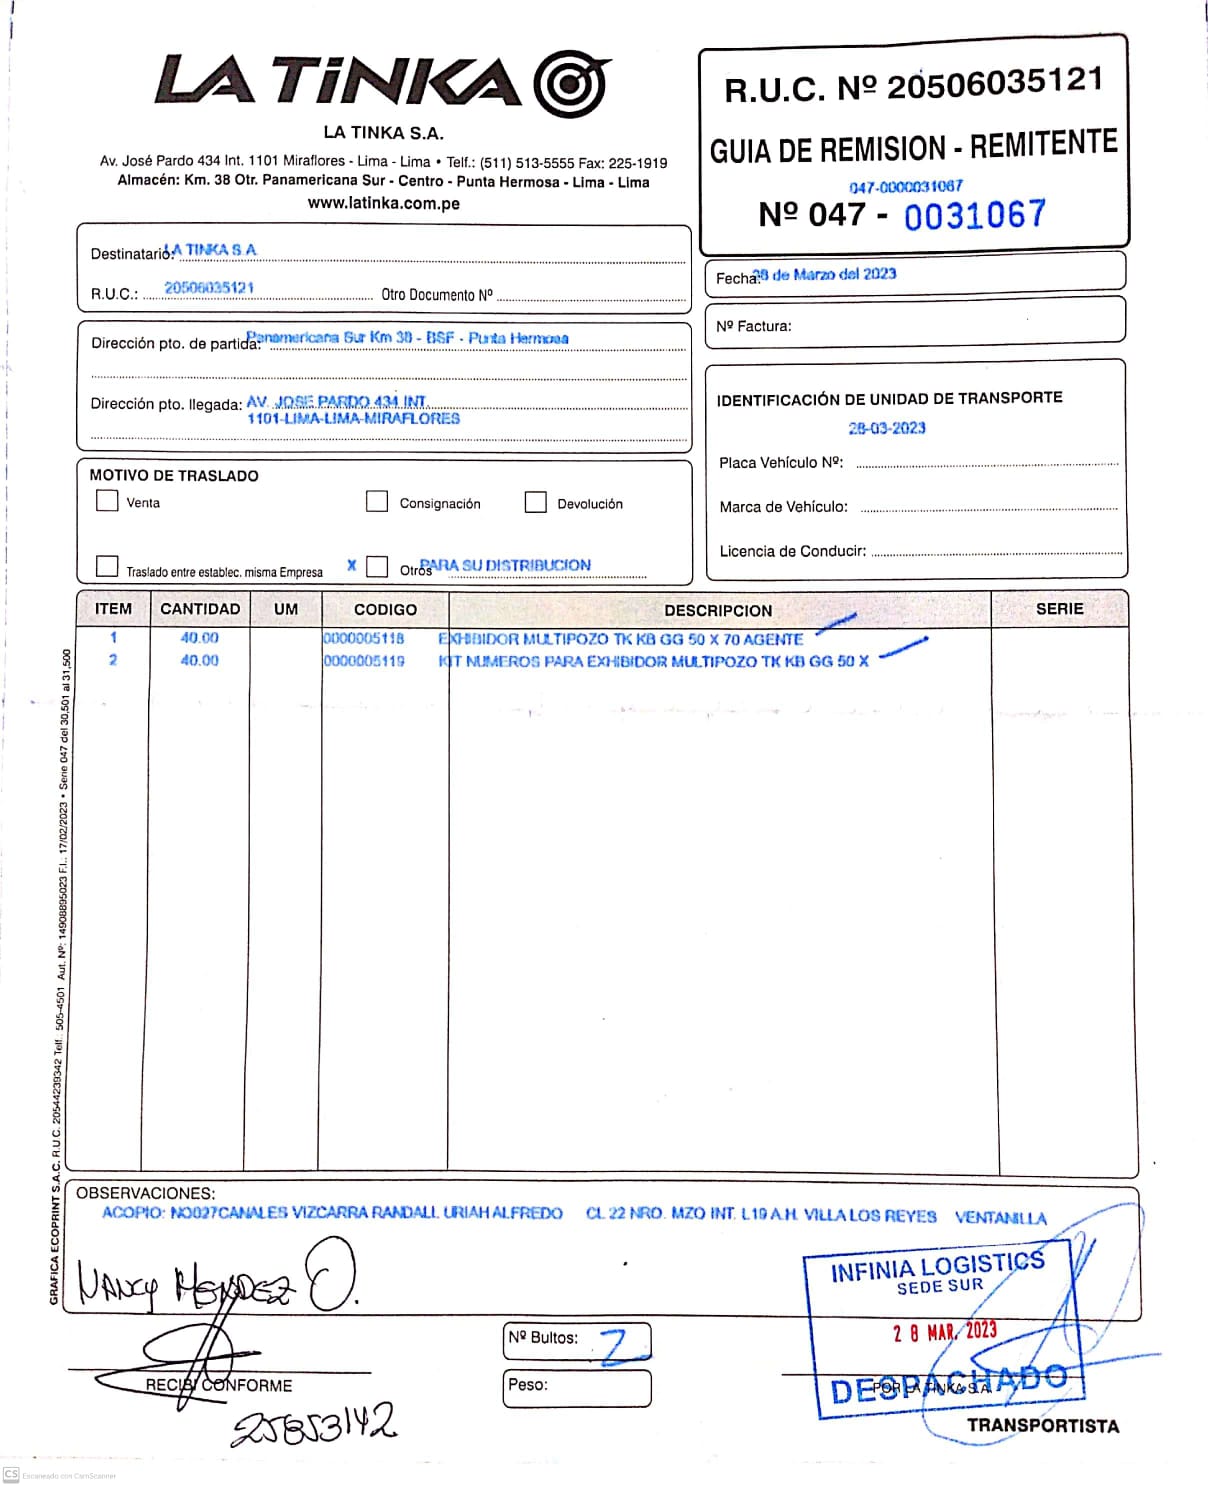 LA TINKA
LA TINKA S.A.
Av. José Pardo 434 Int. 1101 Miraflores - Lima - Lima • Telf.: (511) 513-5555 Fax: 225-1919
Almacén: Km. 38 Otr. Panamericana Sur - Centro - Punta Hermosa - Lima - Lima
www.latinka.com.pe
R.U.C. Nº 20506035121
GUIA DE REMISION - REMITENTE
047-0000031067
Nº 047 - 0031067
Destinatario: LA TINKA S.A.
R.U.C.: 20506035121 Otro Documento Nº
Fecha: 28 de Marzo del 2023
Nº Factura:
Dirección pto. de partida: Panamericana Sur Km 38 - BSF - Punta Hermosa
Dirección pto. llegada: AV. JOSE PARDO 434 INT.
1101-LIMA-LIMA-MIRAFLORES
IDENTIFICACIÓN DE UNIDAD DE TRANSPORTE
28-03-2023
Placa Vehículo Nº:
Marca de Vehículo:
Licencia de Conducir:
MOTIVO DE TRASLADO
Venta Consignación Devolución
Traslado entre establec. misma Empresa X Otros PARA SU DISTRIBUCION
ITEM CANTIDAD UM CODIGO DESCRIPCION SERIE
1 40.00 0000005118 EXHIBIDOR MULTIPOZO TK KB GG 50 X 70 AGENTE
2 40.00 0000005119 KIT NUMEROS PARA EXHIBIDOR MULTIPOZO TK KB GG 50 X
GRAFICA ECOPRINT S.A.C. R.U.C. 20544239342 Telf.: 505-4501 Aut. Nº: 14908895023 F.I.: 17/02/2023 • Serie 047 del 30,501 al 31,500
OBSERVACIONES:
ACOPIO: NO027CANALES VIZCARRA RANDALL URIAH ALFREDO CL 22 NRO. MZO INT. L19 A.H. VILLA LOS REYES VENTANILLA
NANCY MENDEZ O.
RECIBI CONFORME
25853142
Nº Bultos: 2
Peso:
INFINIA LOGISTICS
SEDE SUR
28 MAR. 2023
DESPACHADO
POR LA TINKA S.A.
TRANSPORTISTA
CS Escaneado con CamScanner